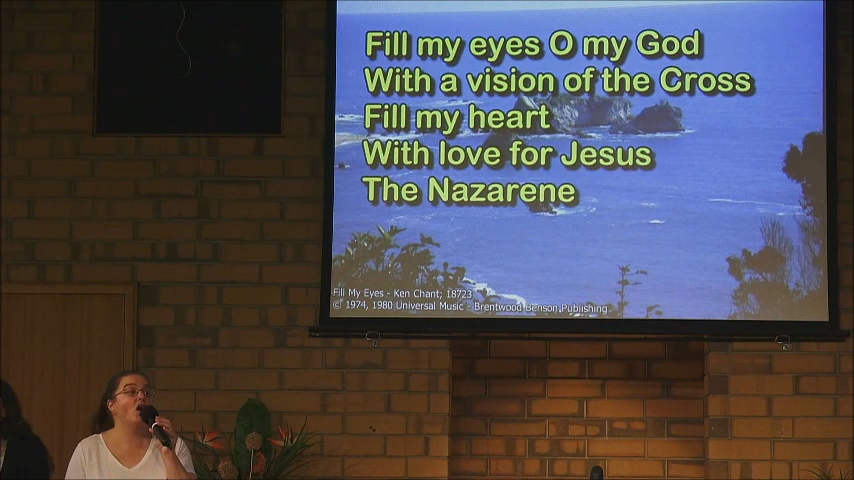 Fill my eyes O my God
With a vision of the Cross
Fill my heart
With love for Jesus
The Nazarene
Fill My Eyes - Ken Chant; 18723
© 1974, 1980 Universal Music - Brentwood Benson Publishing